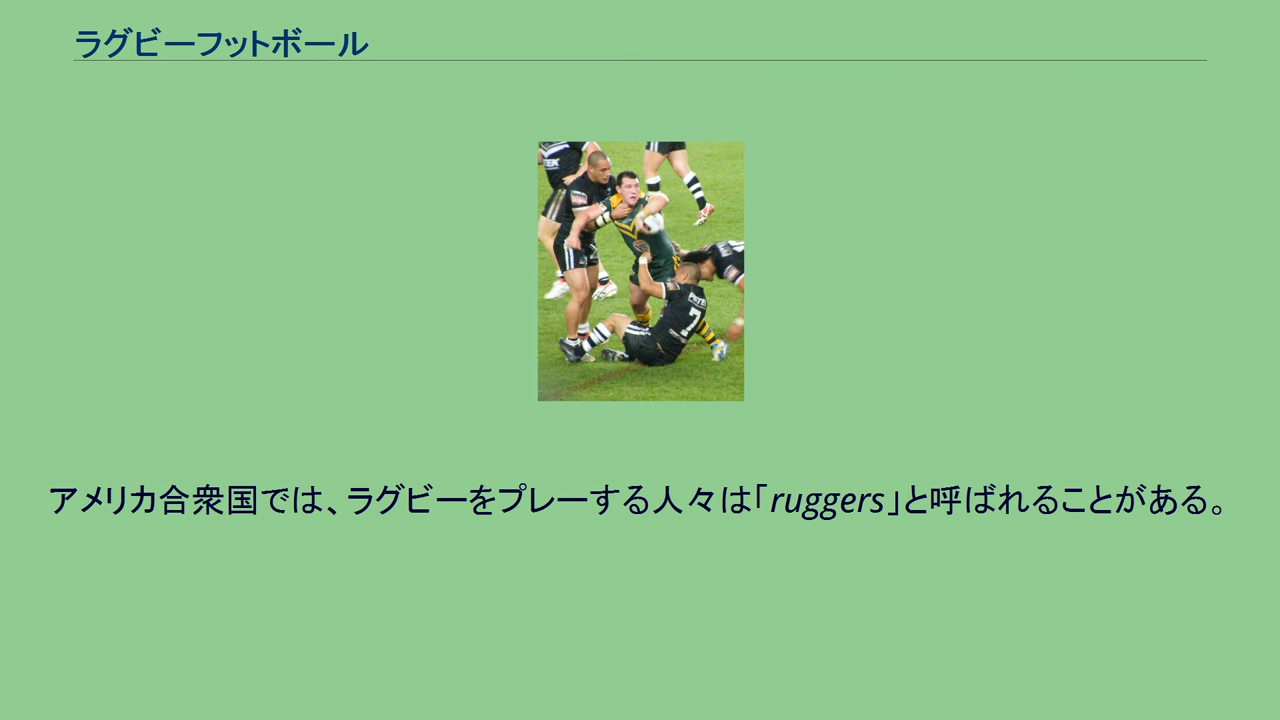 ラグビーフットボール
アメリカ合衆国では、ラグビーをプレーする人々は「ruggers」と呼ばれることがある。
7